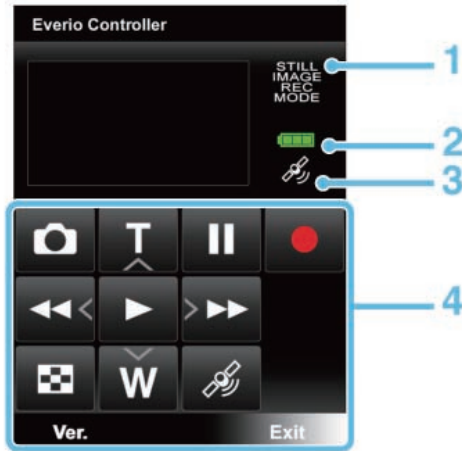 Everio Controller
STILL
IMAGE
REC
MODE
1
2
3
T
W
4
Ver.
Exit